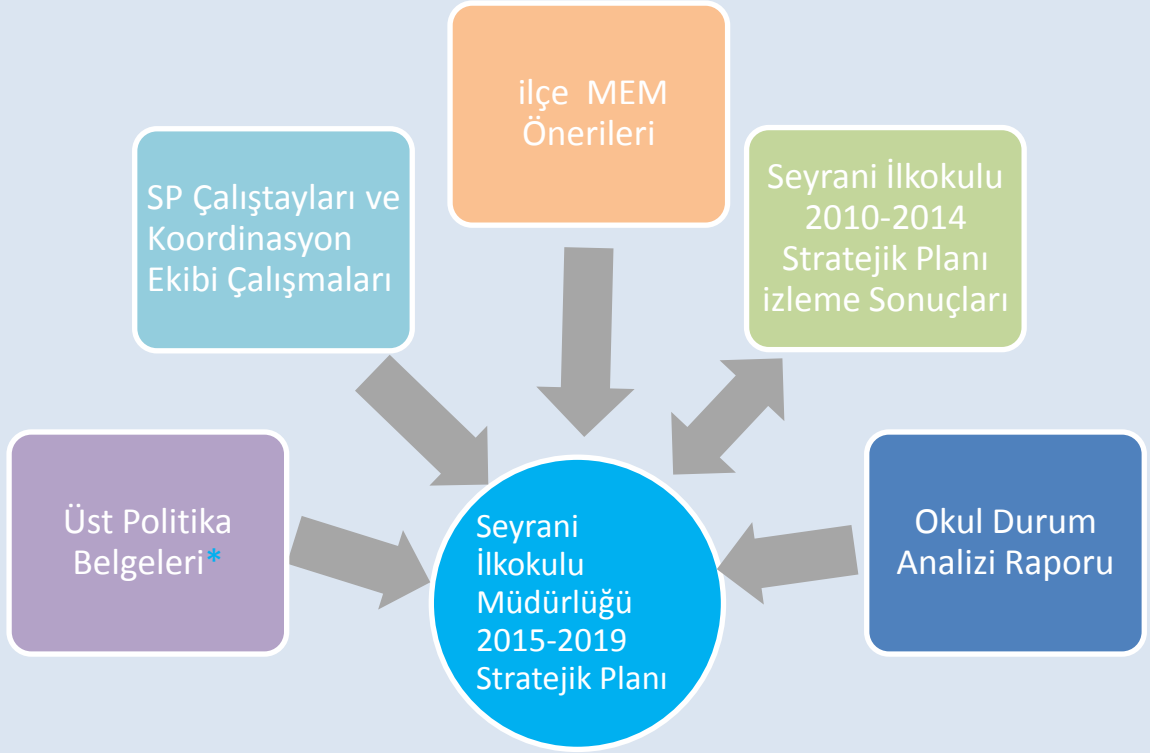 ilçe MEM
Önerileri
SP Çalıştayları ve
Koordinasyon
Ekibi Çalışmaları
Seyrani İlkokulu
2010-2014
Stratejik Planı
izleme Sonuçları
Üst Politika
Belgeleri*
Okul Durum
Analizi Raporu
Seyrani
İlkokulu
Müdürlüğü
2015-2019
Stratejik Planı